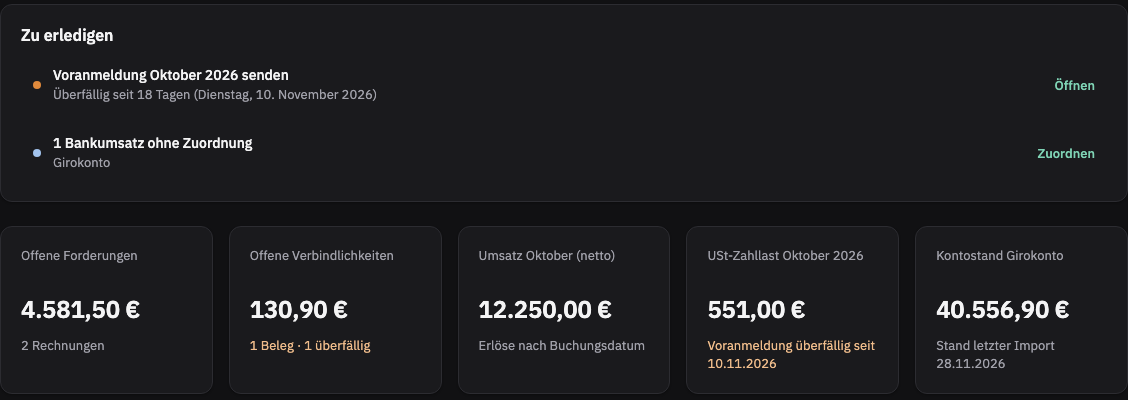 Zu erledigen
Voranmeldung Oktober 2026 senden
Überfällig seit 18 Tagen (Dienstag, 10. November 2026)
Öffnen
1 Bankumsatz ohne Zuordnung
Girokonto
Zuordnen
Offene Forderungen
4.581,50 €
2 Rechnungen
Offene Verbindlichkeiten
130,90 €
1 Beleg · 1 überfällig
Umsatz Oktober (netto)
12.250,00 €
Erlöse nach Buchungsdatum
USt-Zahllast Oktober 2026
551,00 €
Voranmeldung überfällig seit
10.11.2026
Kontostand Girokonto
40.556,90 €
Stand letzter Import
28.11.2026